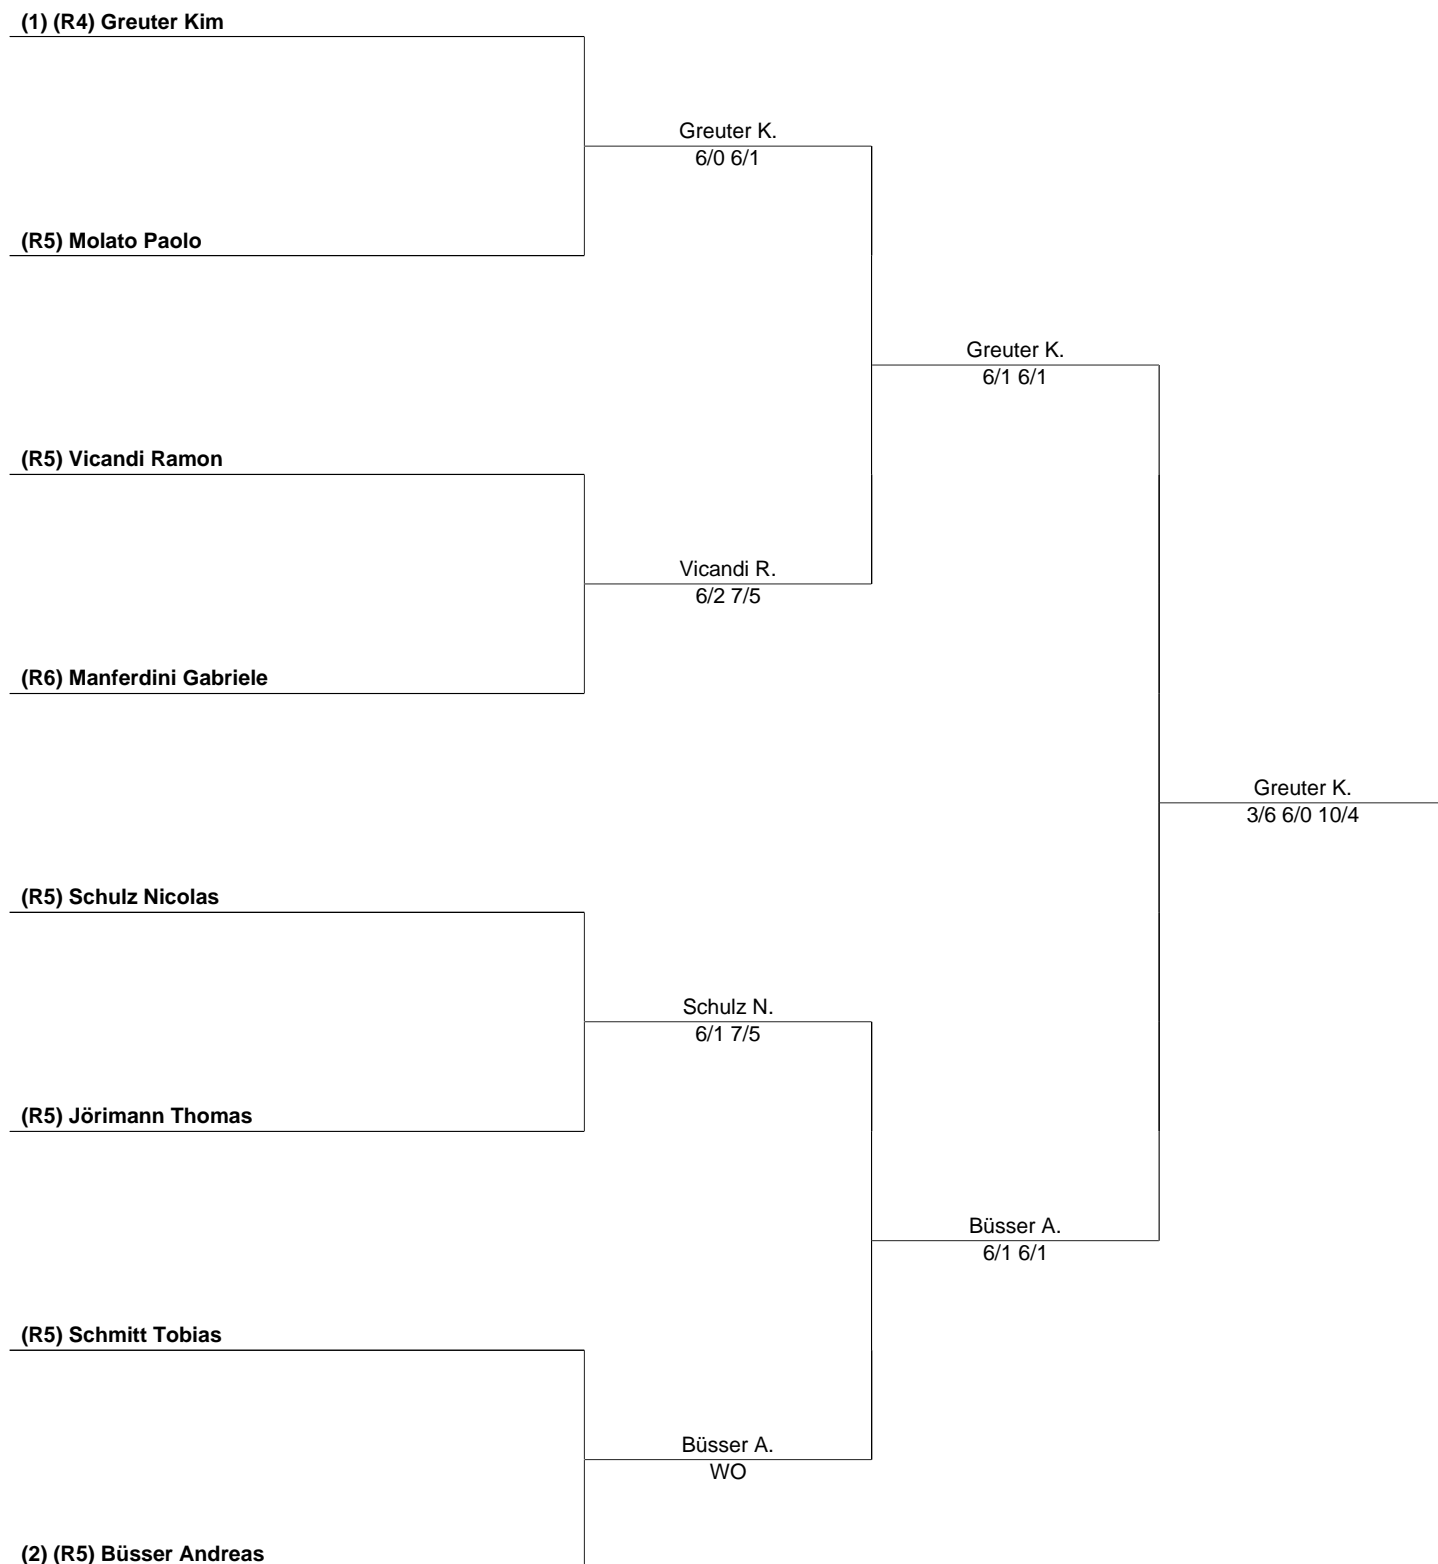 (1) (R4) Greuter Kim
Greuter K.
6/0 6/1
(R5) Molato Paolo
Greuter K.
6/1 6/1
(R5) Vicandi Ramon
Vicandi R.
6/2 7/5
(R6) Manferdini Gabriele
Greuter K.
3/6 6/0 10/4
(R5) Schulz Nicolas
Schulz N.
6/1 7/5
(R5) Jörimann Thomas
Büsser A.
6/1 6/1
(R5) Schmitt Tobias
Büsser A.
WO
(2) (R5) Büsser Andreas